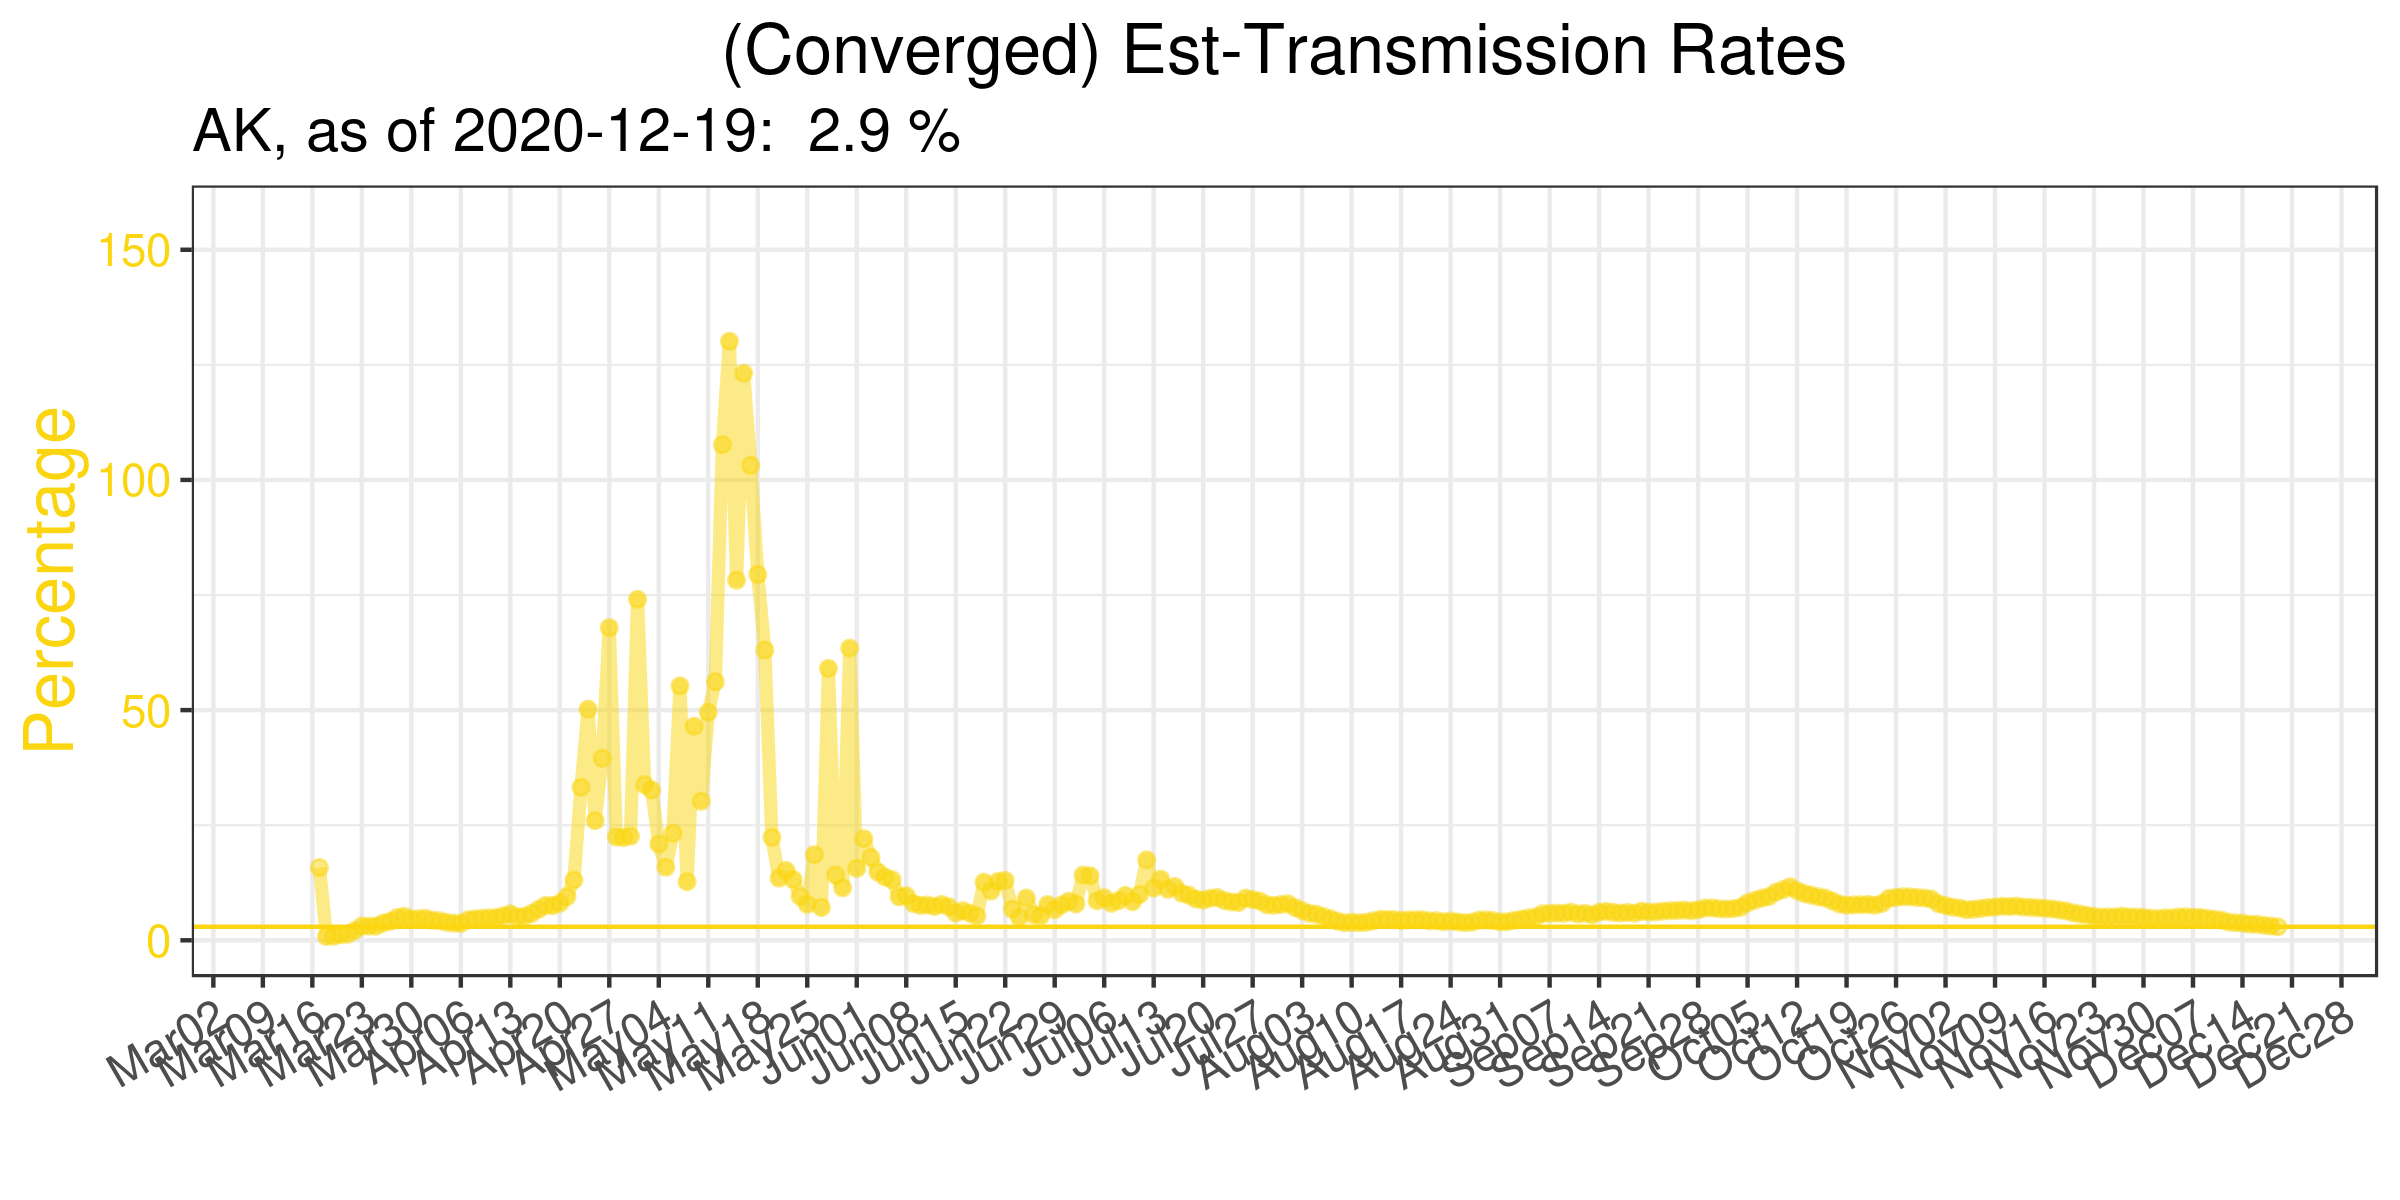 (Converged) Est-Transmission Rates
AK, as of 2020-12-19:  2.9 %
Percentage
150
100
50
0
Mar02
Mar09
Mar16
Mar23
Mar30
Apr06
Apr13
Apr20
Apr27
May04
May11
May18
May25
Jun01
Jun08
Jun15
Jun22
Jun29
Jul06
Jul13
Jul20
Jul27
Aug03
Aug10
Aug17
Aug24
Aug31
Sep07
Sep14
Sep21
Sep28
Oct05
Oct12
Oct19
Oct26
Nov02
Nov09
Nov16
Nov23
Nov30
Dec07
Dec14
Dec21
Dec28